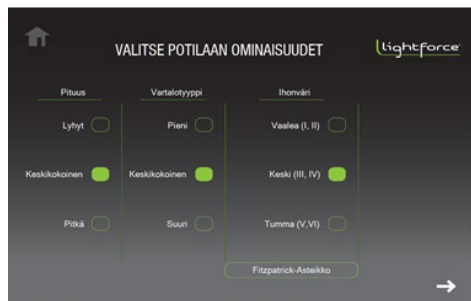 VALITSE POTILAAN OMINAISUUDET
lightforce
Pituus
Vartalotyyppi
Ihonväri
Lyhyt
Pieni
Vaalea (I, II)
Keskikokoinen
Keskikokoinen
Keski (III, IV)
Pitkä
Suuri
Tumma (V,VI)
Fitzpatrick-Asteikko